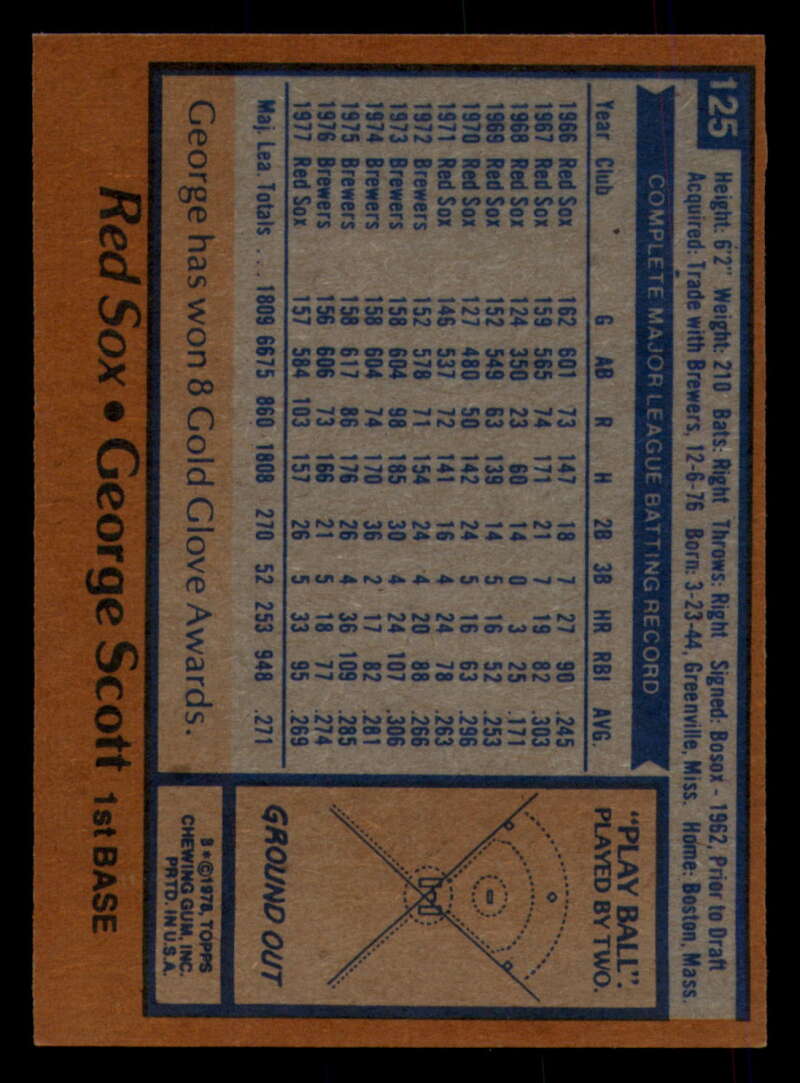 125
Height: 6'2" Weight: 210 Bats: Right Throws: Right Signed: Bosox - 1962, Prior to Draft
Acquired: Trade with Brewers, 12-6-76 Born: 3-23-44, Greenville, Miss. Home: Boston, Mass.
COMPLETE MAJOR LEAGUE BATTING RECORD
Year Club G AB R H 2B 3B HR RBI AVG.
1966 Red Sox 162 601 73 147 18 7 27 90 .245
1967 Red Sox 159 565 74 171 21 7 19 82 .303
1968 Red Sox 124 350 23 60 14 0 3 25 .171
1969 Red Sox 152 549 63 139 14 5 16 52 .253
1970 Red Sox 127 480 50 142 24 5 16 63 .296
1971 Red Sox 146 537 72 141 16 4 24 78 .263
1972 Brewers 152 578 71 154 24 4 20 88 .266
1973 Brewers 158 604 98 185 30 4 24 107 .306
1974 Brewers 158 604 74 170 36 2 17 82 .281
1975 Brewers 158 617 86 176 26 4 36 109 .285
1976 Brewers 156 606 73 166 21 5 18 77 .274
1977 Red Sox 157 584 103 157 26 5 33 95 .269
Maj. Lea. Totals ... 1809 6675 860 1808 270 52 253 948 .271
George has won 8 Gold Glove Awards.
"PLAY BALL".
PLAYED BY TWO.
GROUND OUT
B*©1978, TOPPS
CHEWING GUM, INC.
PRTD. IN U.S.A.
Red Sox • George Scott 1st BASE